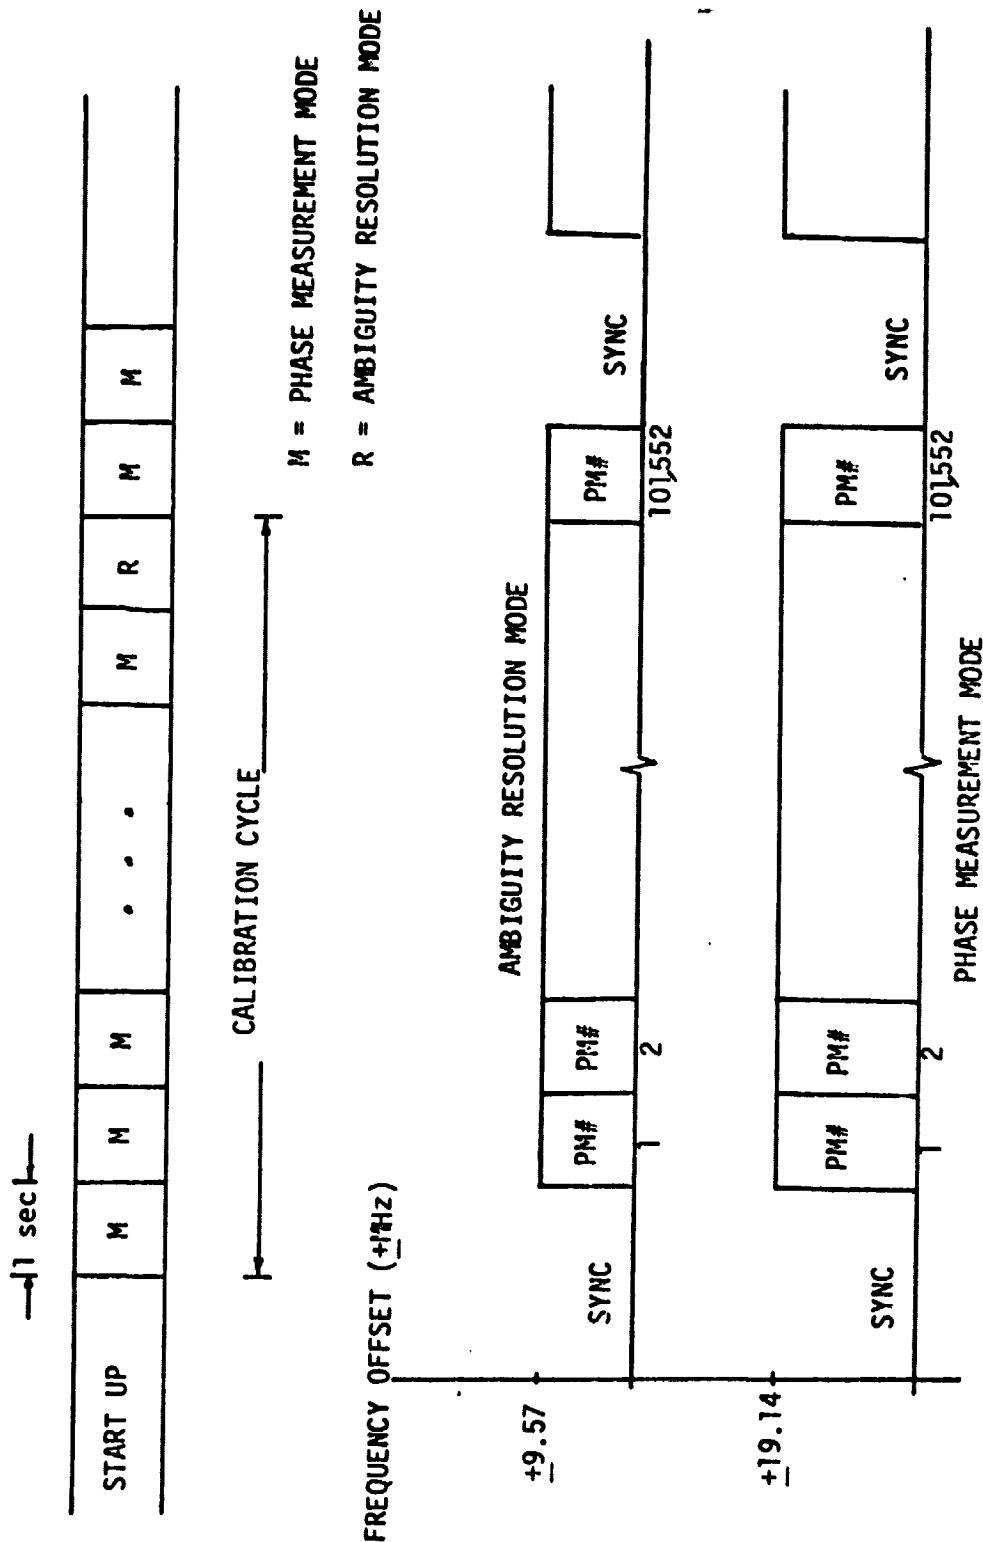 1 sec
START UP
M
M
M
. . .
M
R
M
M
CALIBRATION CYCLE
M = PHASE MEASUREMENT MODE
R = AMBIGUITY RESOLUTION MODE
FREQUENCY OFFSET (±MHz)
AMBIGUITY RESOLUTION MODE
±9.57
SYNC
PM#
PM#
PM#
SYNC
1
2
101,552
±19.14
SYNC
PM#
PM#
PM#
SYNC
1
2
101,552
PHASE MEASUREMENT MODE